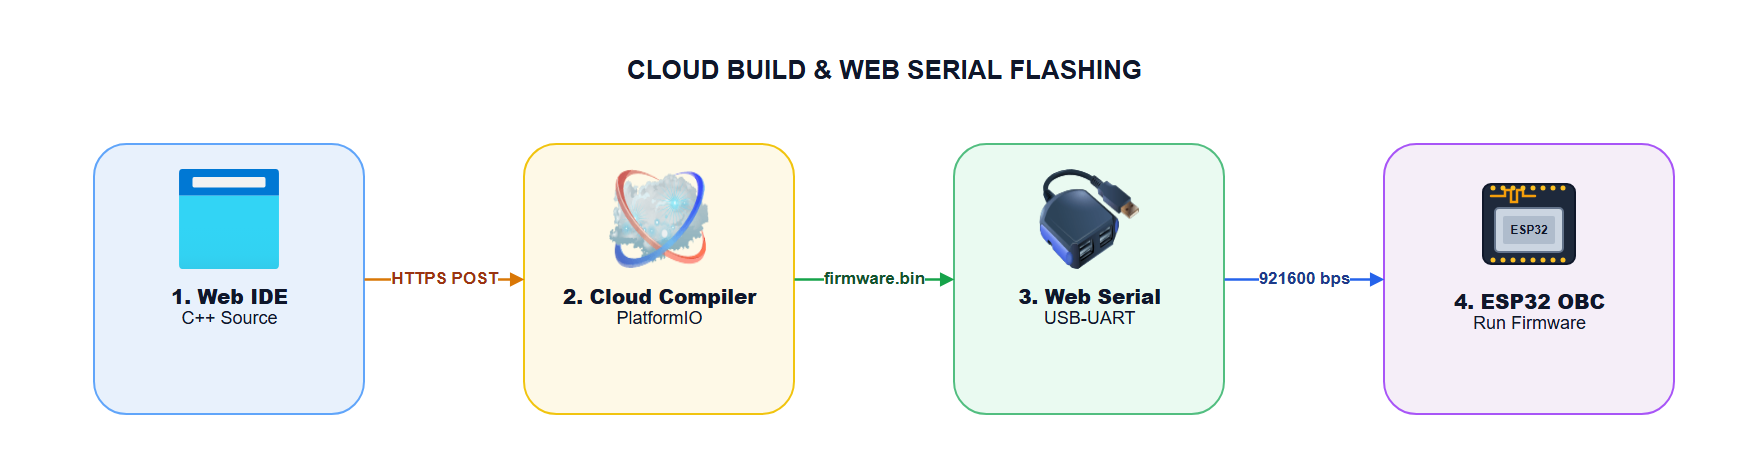 CLOUD BUILD & WEB SERIAL FLASHING
1. Web IDE
C++ Source
HTTPS POST
2. Cloud Compiler
PlatformIO
firmware.bin
3. Web Serial
USB-UART
921600 bps
ESP32
4. ESP32 OBC
Run Firmware